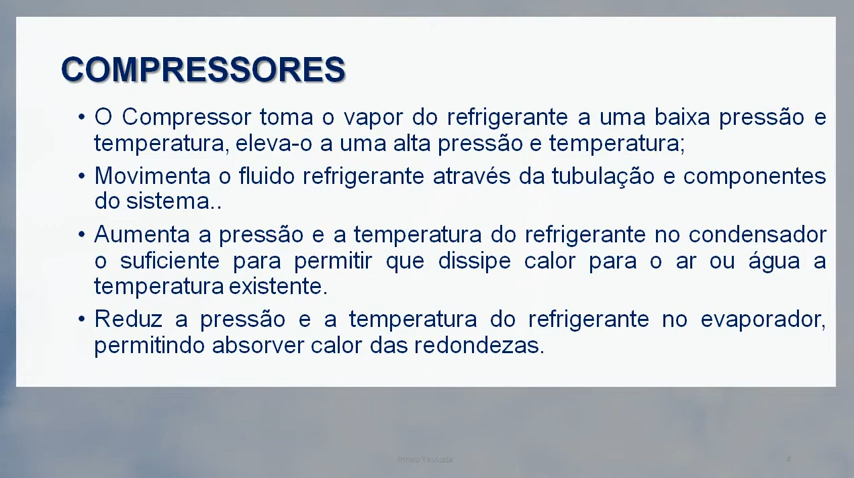 COMPRESSORES
• O Compressor toma o vapor do refrigerante a uma baixa pressão e
temperatura, eleva-o a uma alta pressão e temperatura;
• Movimenta o fluido refrigerante através da tubulação e componentes
do sistema..
• Aumenta a pressão e a temperatura do refrigerante no condensador
o suficiente para permitir que dissipe calor para o ar ou água a
temperatura existente.
• Reduz a pressão e a temperatura do refrigerante no evaporador,
permitindo absorver calor das redondezas.
4